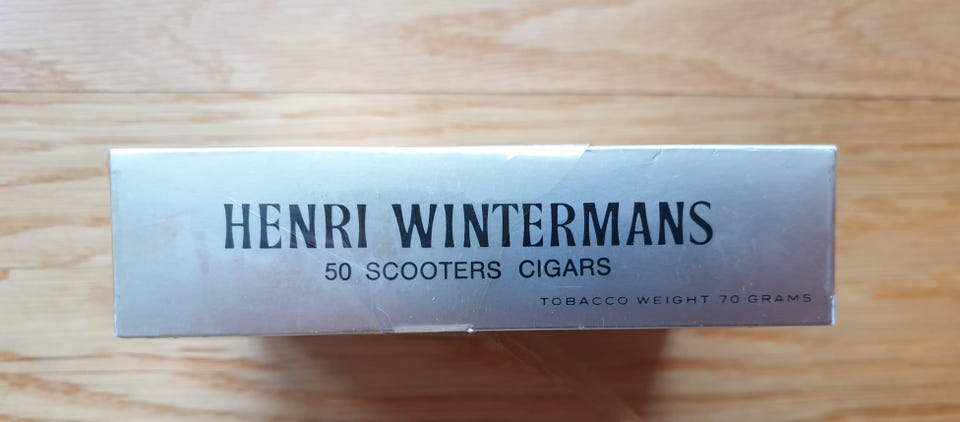 HENRI WINTERMANS
50 SCOOTERS CIGARS
TOBACCO WEIGHT 70 GRAMS